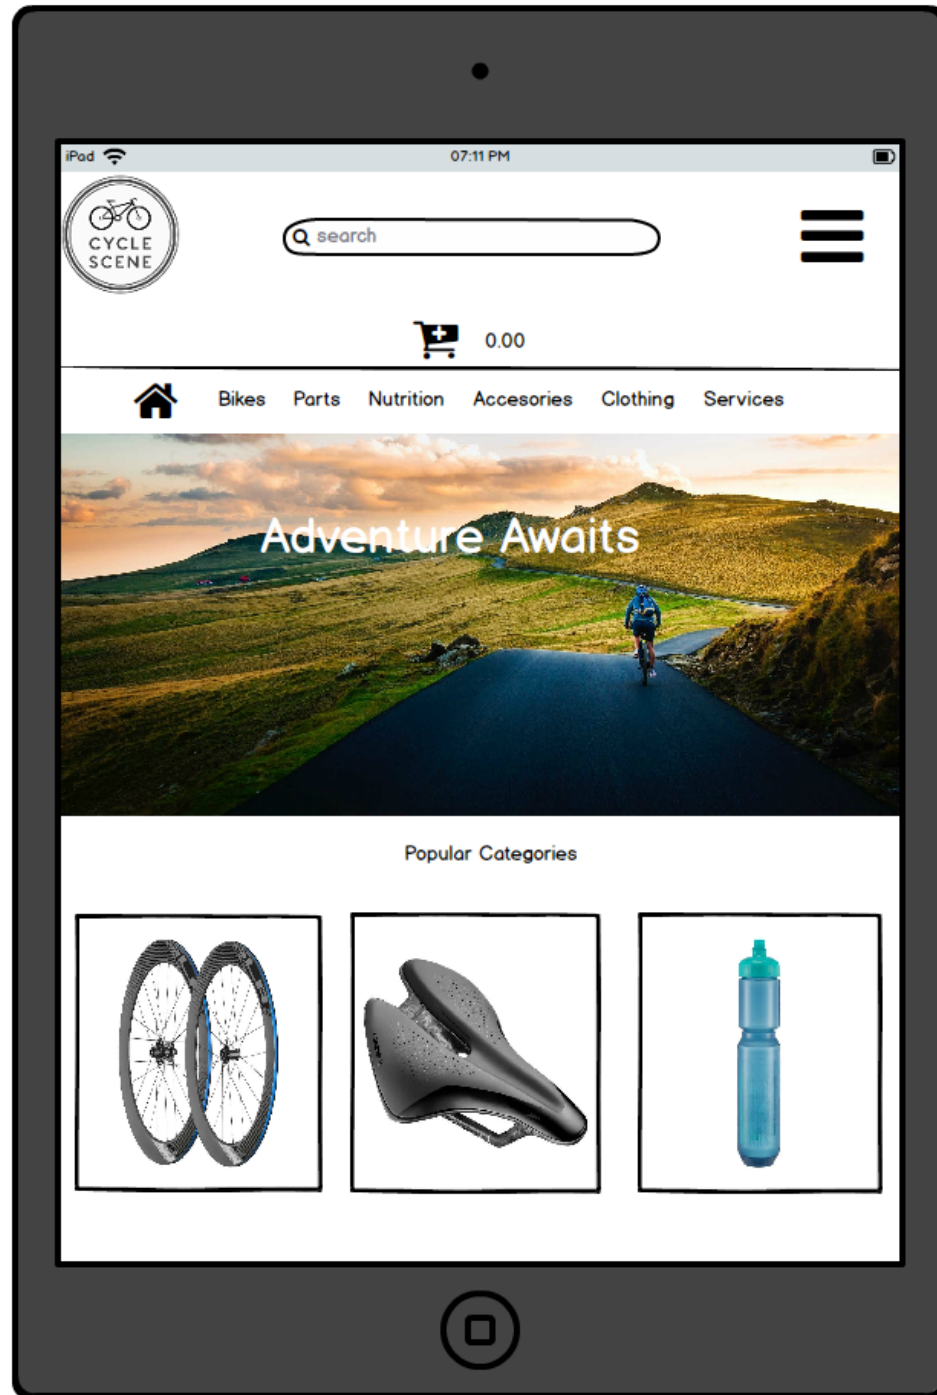 iPad 07:11 PM
CYCLE
SCENE
search
0.00
Bikes Parts Nutrition Accesories Clothing Services
Adventure Awaits
Popular Categories